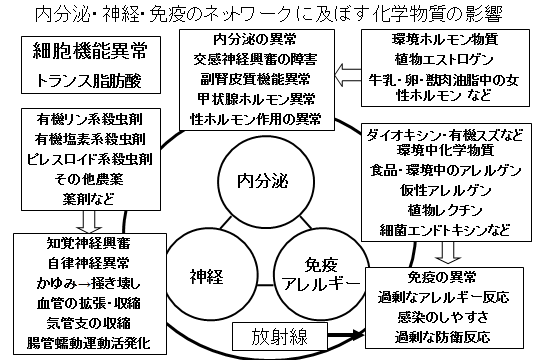 内分泌・神経・免疫のネットワークに及ぼす化学物質の影響
細胞機能異常
トランス脂肪酸
内分泌の異常
交感神経興奮の障害
副腎皮質機能異常
甲状腺ホルモン異常
性ホルモン作用の異常
環境ホルモン物質
植物エストロゲン
牛乳・卵・獣肉油脂中の女
性ホルモン など
有機リン系殺虫剤
有機塩素系殺虫剤
ピレスロイド系殺虫剤
その他農薬
薬剤など
ダイオキシン・有機スズなど
環境中化学物質
食品・環境中のアレルゲン
仮性アレルゲン
植物レクチン
細菌エンドトキシンなど
内分泌
神経
免疫
アレルギー
知覚神経興奮
自律神経異常
かゆみ→掻き壊し
血管の拡張・収縮
気管支の収縮
腸管蠕動運動活発化
免疫の異常
過剰なアレルギー反応
感染のしやすさ
過剰な防衛反応
放射線